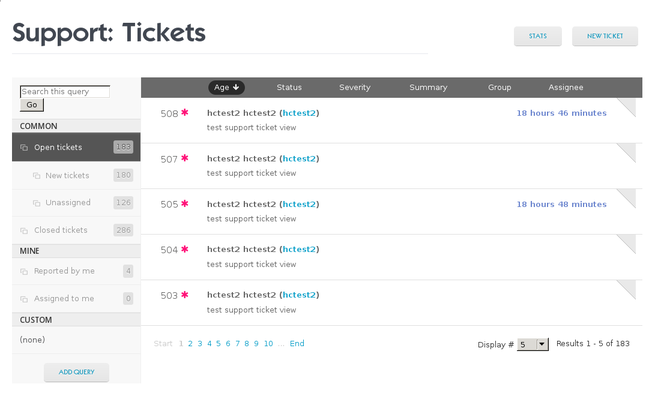 Support: Tickets
STATS
NEW TICKET
Search this query
Go
COMMON
Open tickets 183
New tickets 180
Unassigned 126
Closed tickets 286
MINE
Reported by me 4
Assigned to me 0
CUSTOM
(none)
ADD QUERY
Age Status Severity Summary Group Assignee
508 * hctest2 hctest2 (hctest2) 18 hours 46 minutes
test support ticket view
507 * hctest2 hctest2 (hctest2)
test support ticket view
505 * hctest2 hctest2 (hctest2) 18 hours 48 minutes
test support ticket view
504 * hctest2 hctest2 (hctest2)
test support ticket view
503 * hctest2 hctest2 (hctest2)
test support ticket view
Start 1 2 3 4 5 6 7 8 9 10 ... End Display # 5 Results 1 - 5 of 183